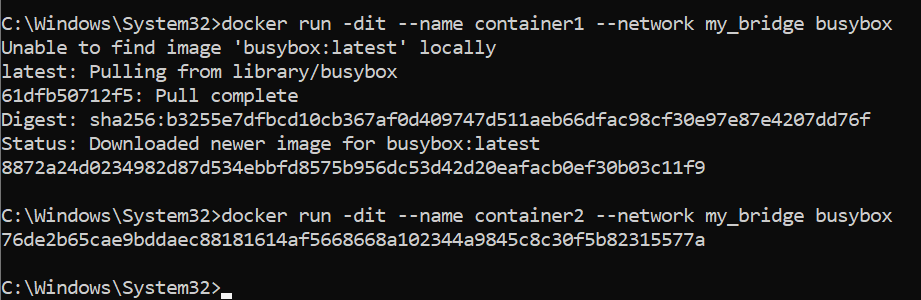 C:\Windows\System32>docker run -dit --name container1 --network my_bridge busybox
Unable to find image 'busybox:latest' locally
latest: Pulling from library/busybox
61dfb50712f5: Pull complete
Digest: sha256:b3255e7dfbcd10cb367af0d409747d511aeb66dfac98cf30e97e87e4207dd76f
Status: Downloaded newer image for busybox:latest
8872a24d0234982d87d534ebbfd8575b956dc53d42d20eafacb0ef30b03c11f9
C:\Windows\System32>docker run -dit --name container2 --network my_bridge busybox
76de2b65cae9bddaec88181614af5668668a102344a9845c8c30f5b82315577a
C:\Windows\System32>